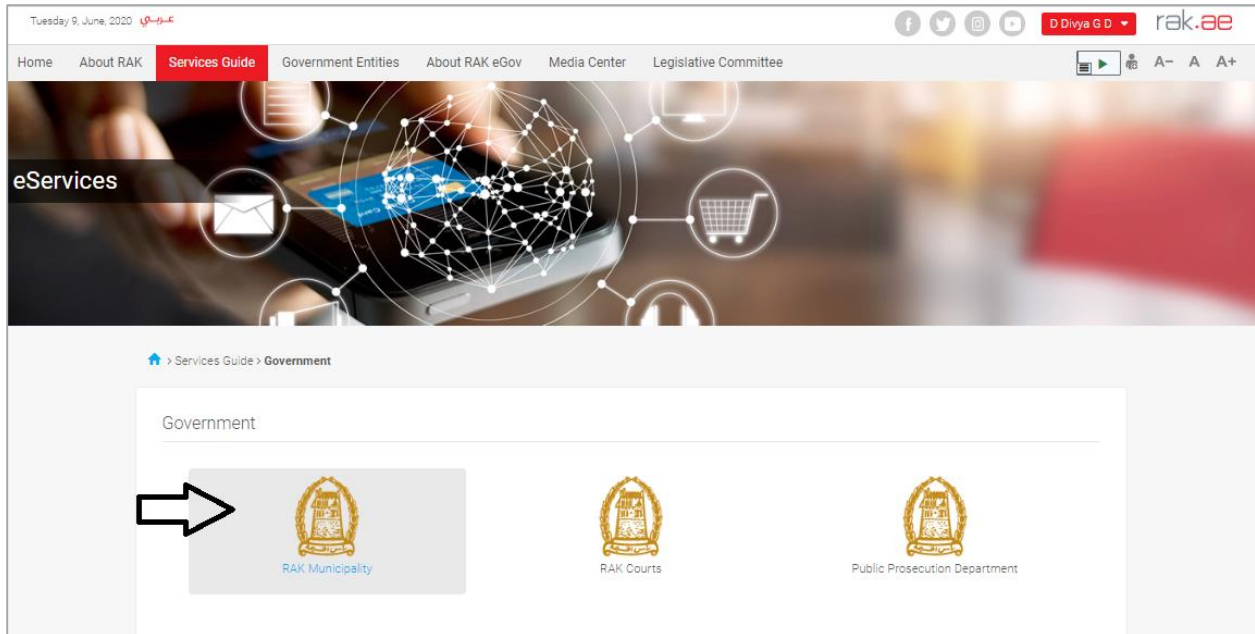 Tuesday 9, June, 2020 عـربـي
D Divya G D
rak.ae
Home About RAK Services Guide Government Entities About RAK eGov Media Center Legislative Committee A- A A+
eServices
> Services Guide > Government
Government
RAK Municipality RAK Courts Public Prosecution Department